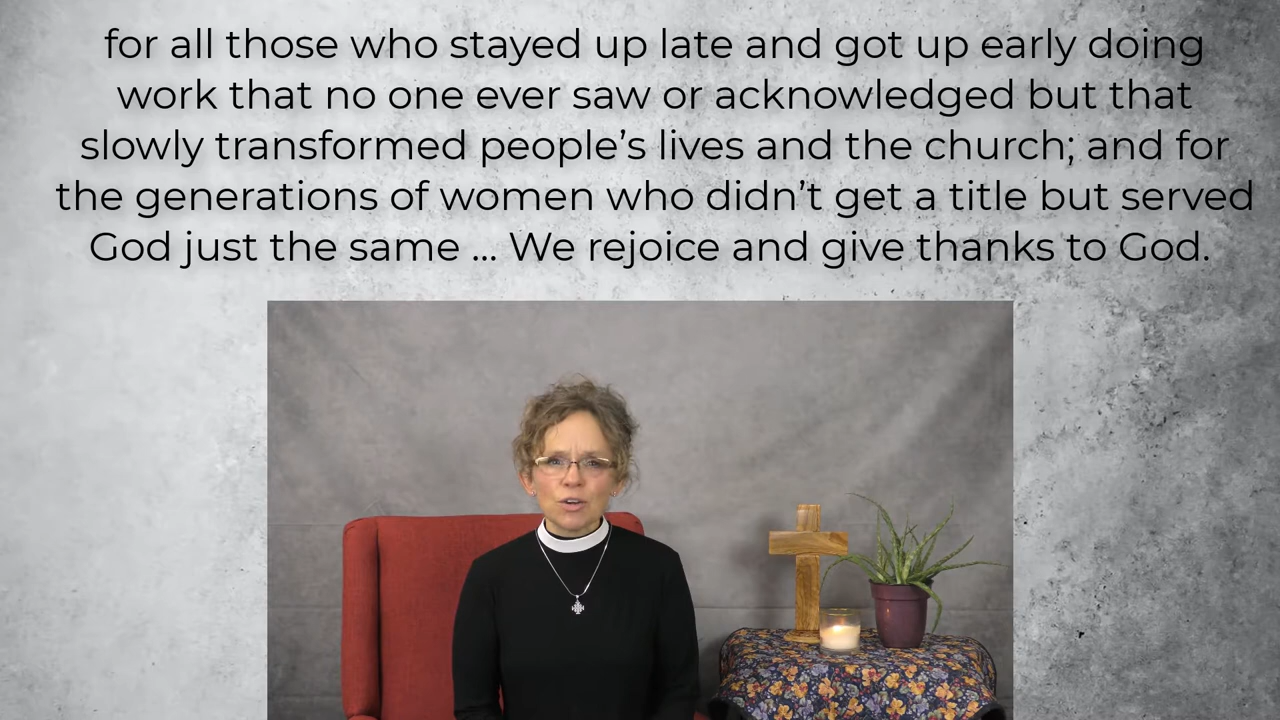 for all those who stayed up late and got up early doing
work that no one ever saw or acknowledged but that
slowly transformed people’s lives and the church; and for
the generations of women who didn’t get a title but served
God just the same ... We rejoice and give thanks to God.